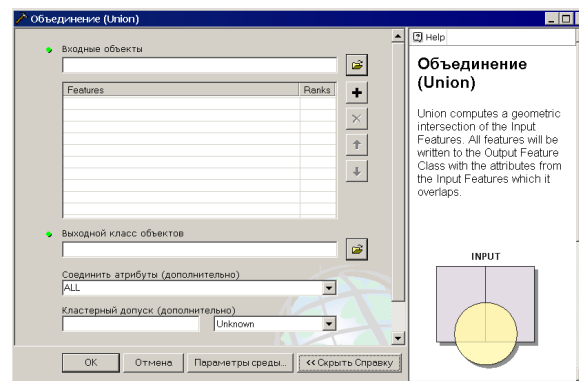 Объединение (Union)
Входные объекты
Features Ranks
Выходной класс объектов
Соединить атрибуты (дополнительно)
ALL
Кластерный допуск (дополнительно)
Unknown
OK Отмена Параметры среды... << Скрыть Справку
Help
Объединение
(Union)
Union computes a geometric
intersection of the Input
Features. All features will be
written to the Output Feature
Class with the attributes from
the Input Features which it
overlaps.
INPUT